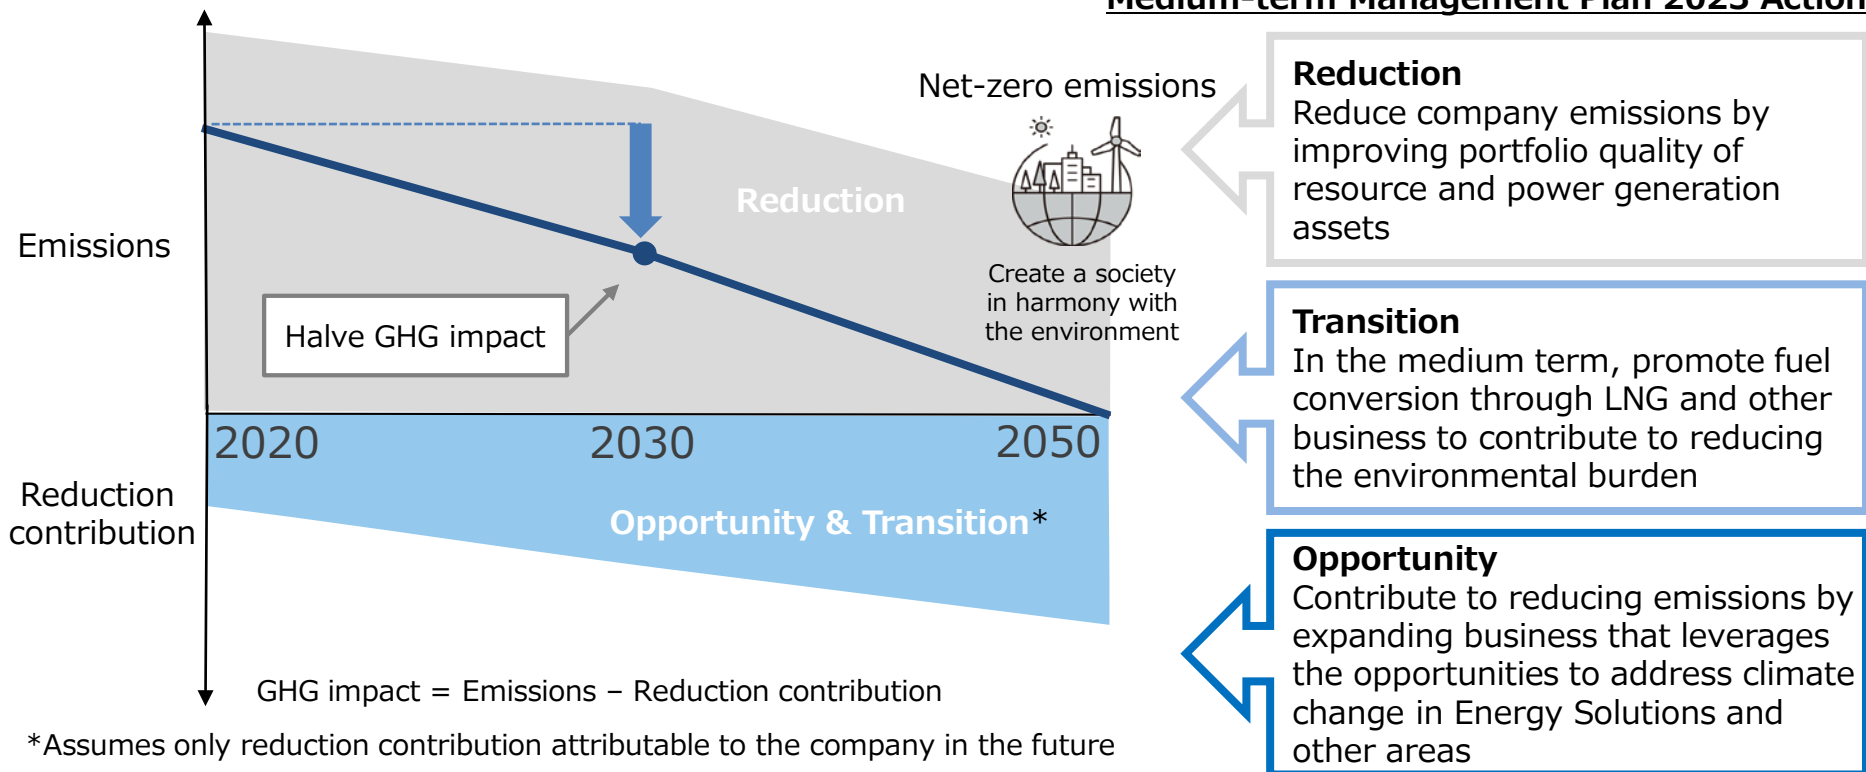 Medium-term Management Plan 2023 Action
Emissions
Reduction
contribution
Net-zero emissions
Reduction
Create a society
in harmony with
the environment
Halve GHG impact
2020
2030
2050
Opportunity & Transition*
GHG impact = Emissions – Reduction contribution
*Assumes only reduction contribution attributable to the company in the future
Reduction
Reduce company emissions by
improving portfolio quality of
resource and power generation
assets
Transition
In the medium term, promote fuel
conversion through LNG and other
business to contribute to reducing
the environmental burden
Opportunity
Contribute to reducing emissions by
expanding business that leverages
the opportunities to address climate
change in Energy Solutions and
other areas